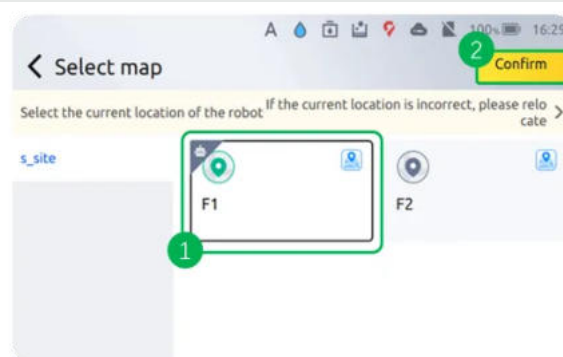 A 100% 16:29
Select map
2
Confirm
Select the current location of the robot
If the current location is incorrect, please relo
cate
s_site
F1
F2
1